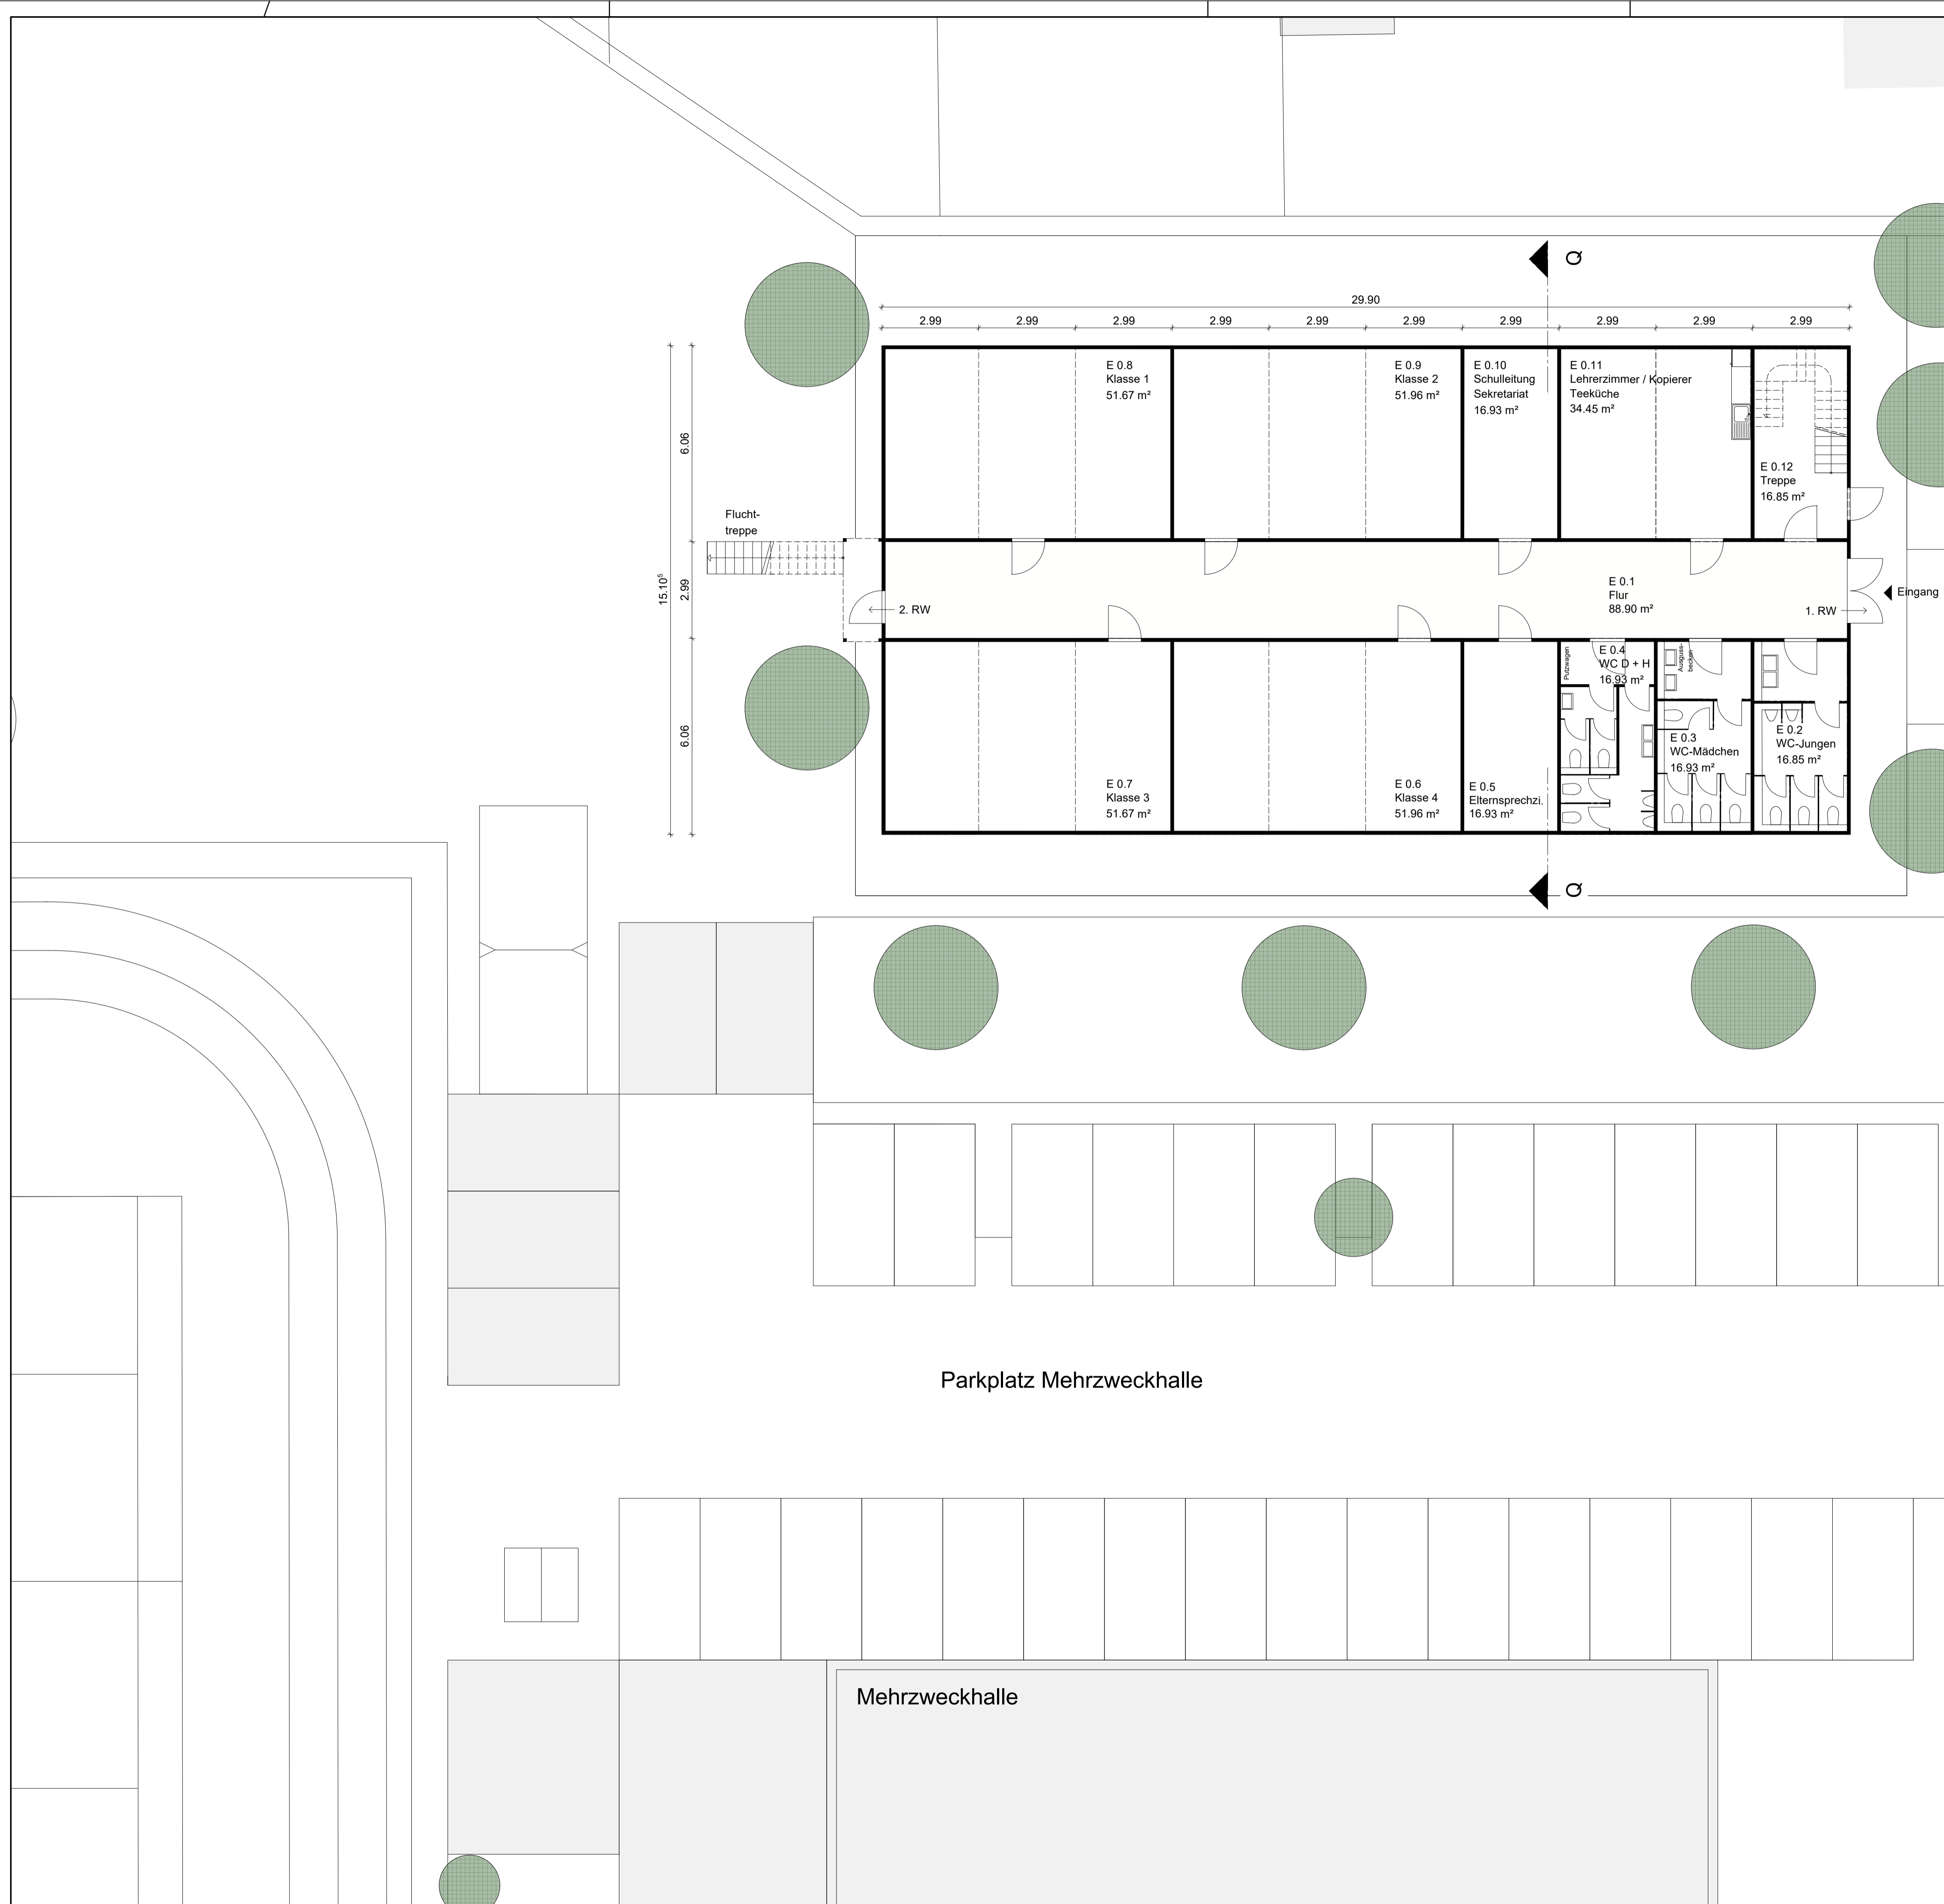 Q
29.90
2.99
2.99
2.99
2.99
2.99
2.99
2.99
2.99
2.99
2.99
15.10⁵
6.06
2.99
6.06
E 0.8
Klasse 1
51.67 m²
E 0.9
Klasse 2
51.96 m²
E 0.10
Schulleitung
Sekretariat
16.93 m²
E 0.11
Lehrerzimmer / Kopierer
Teeküche
34.45 m²
E 0.12
Treppe
16.85 m²
Flucht-
treppe
2. RW
E 0.1
Flur
88.90 m²
1. RW
Eingang
E 0.7
Klasse 3
51.67 m²
E 0.6
Klasse 4
51.96 m²
E 0.5
Elternsprechzi.
16.93 m²
Putzwagen
E 0.4
WC D + H
16.93 m²
Ausguss-
becken
E 0.3
WC-Mädchen
16.93 m²
E 0.2
WC-Jungen
16.85 m²
Q
Parkplatz Mehrzweckhalle
Mehrzweckhalle